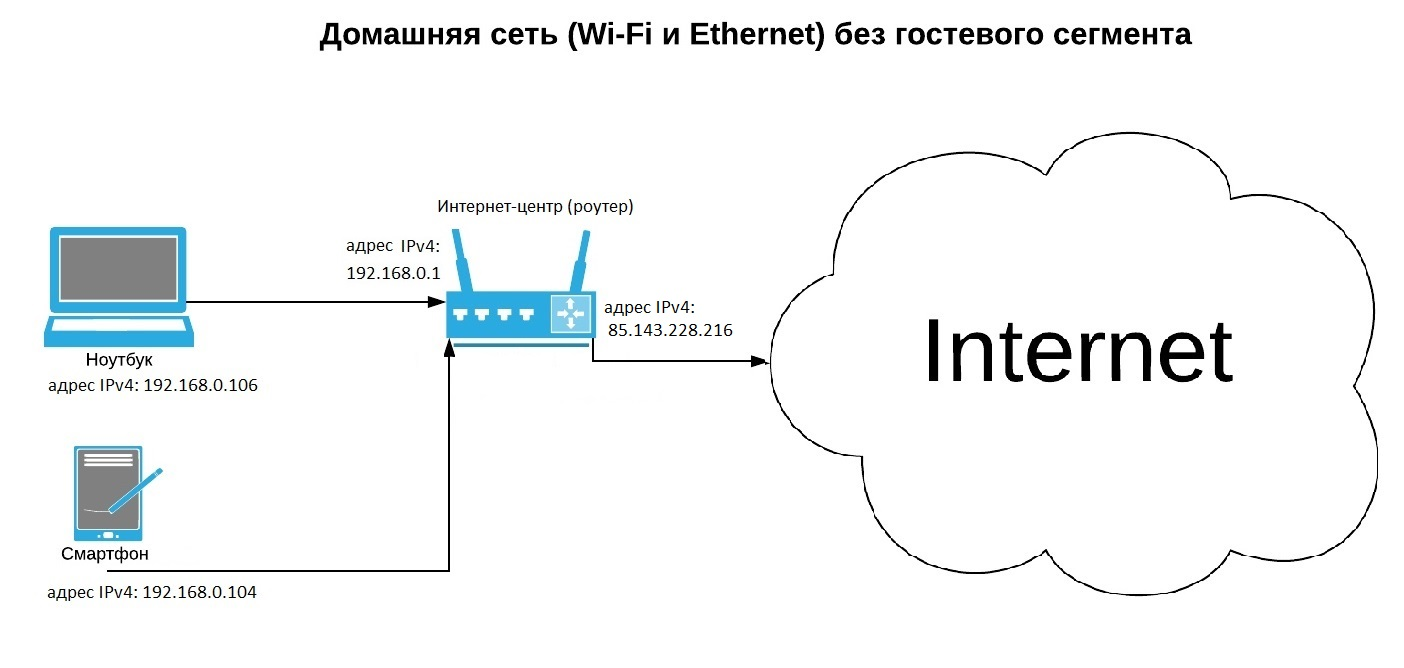 Домашняя сеть (Wi-Fi и Ethernet) без гостевого сегмента
Интернет-центр (роутер)
адрес IPv4:
192.168.0.1
адрес IPv4:
85.143.228.216
Internet
Ноутбук
адрес IPv4: 192.168.0.106
Смартфон
адрес IPv4: 192.168.0.104